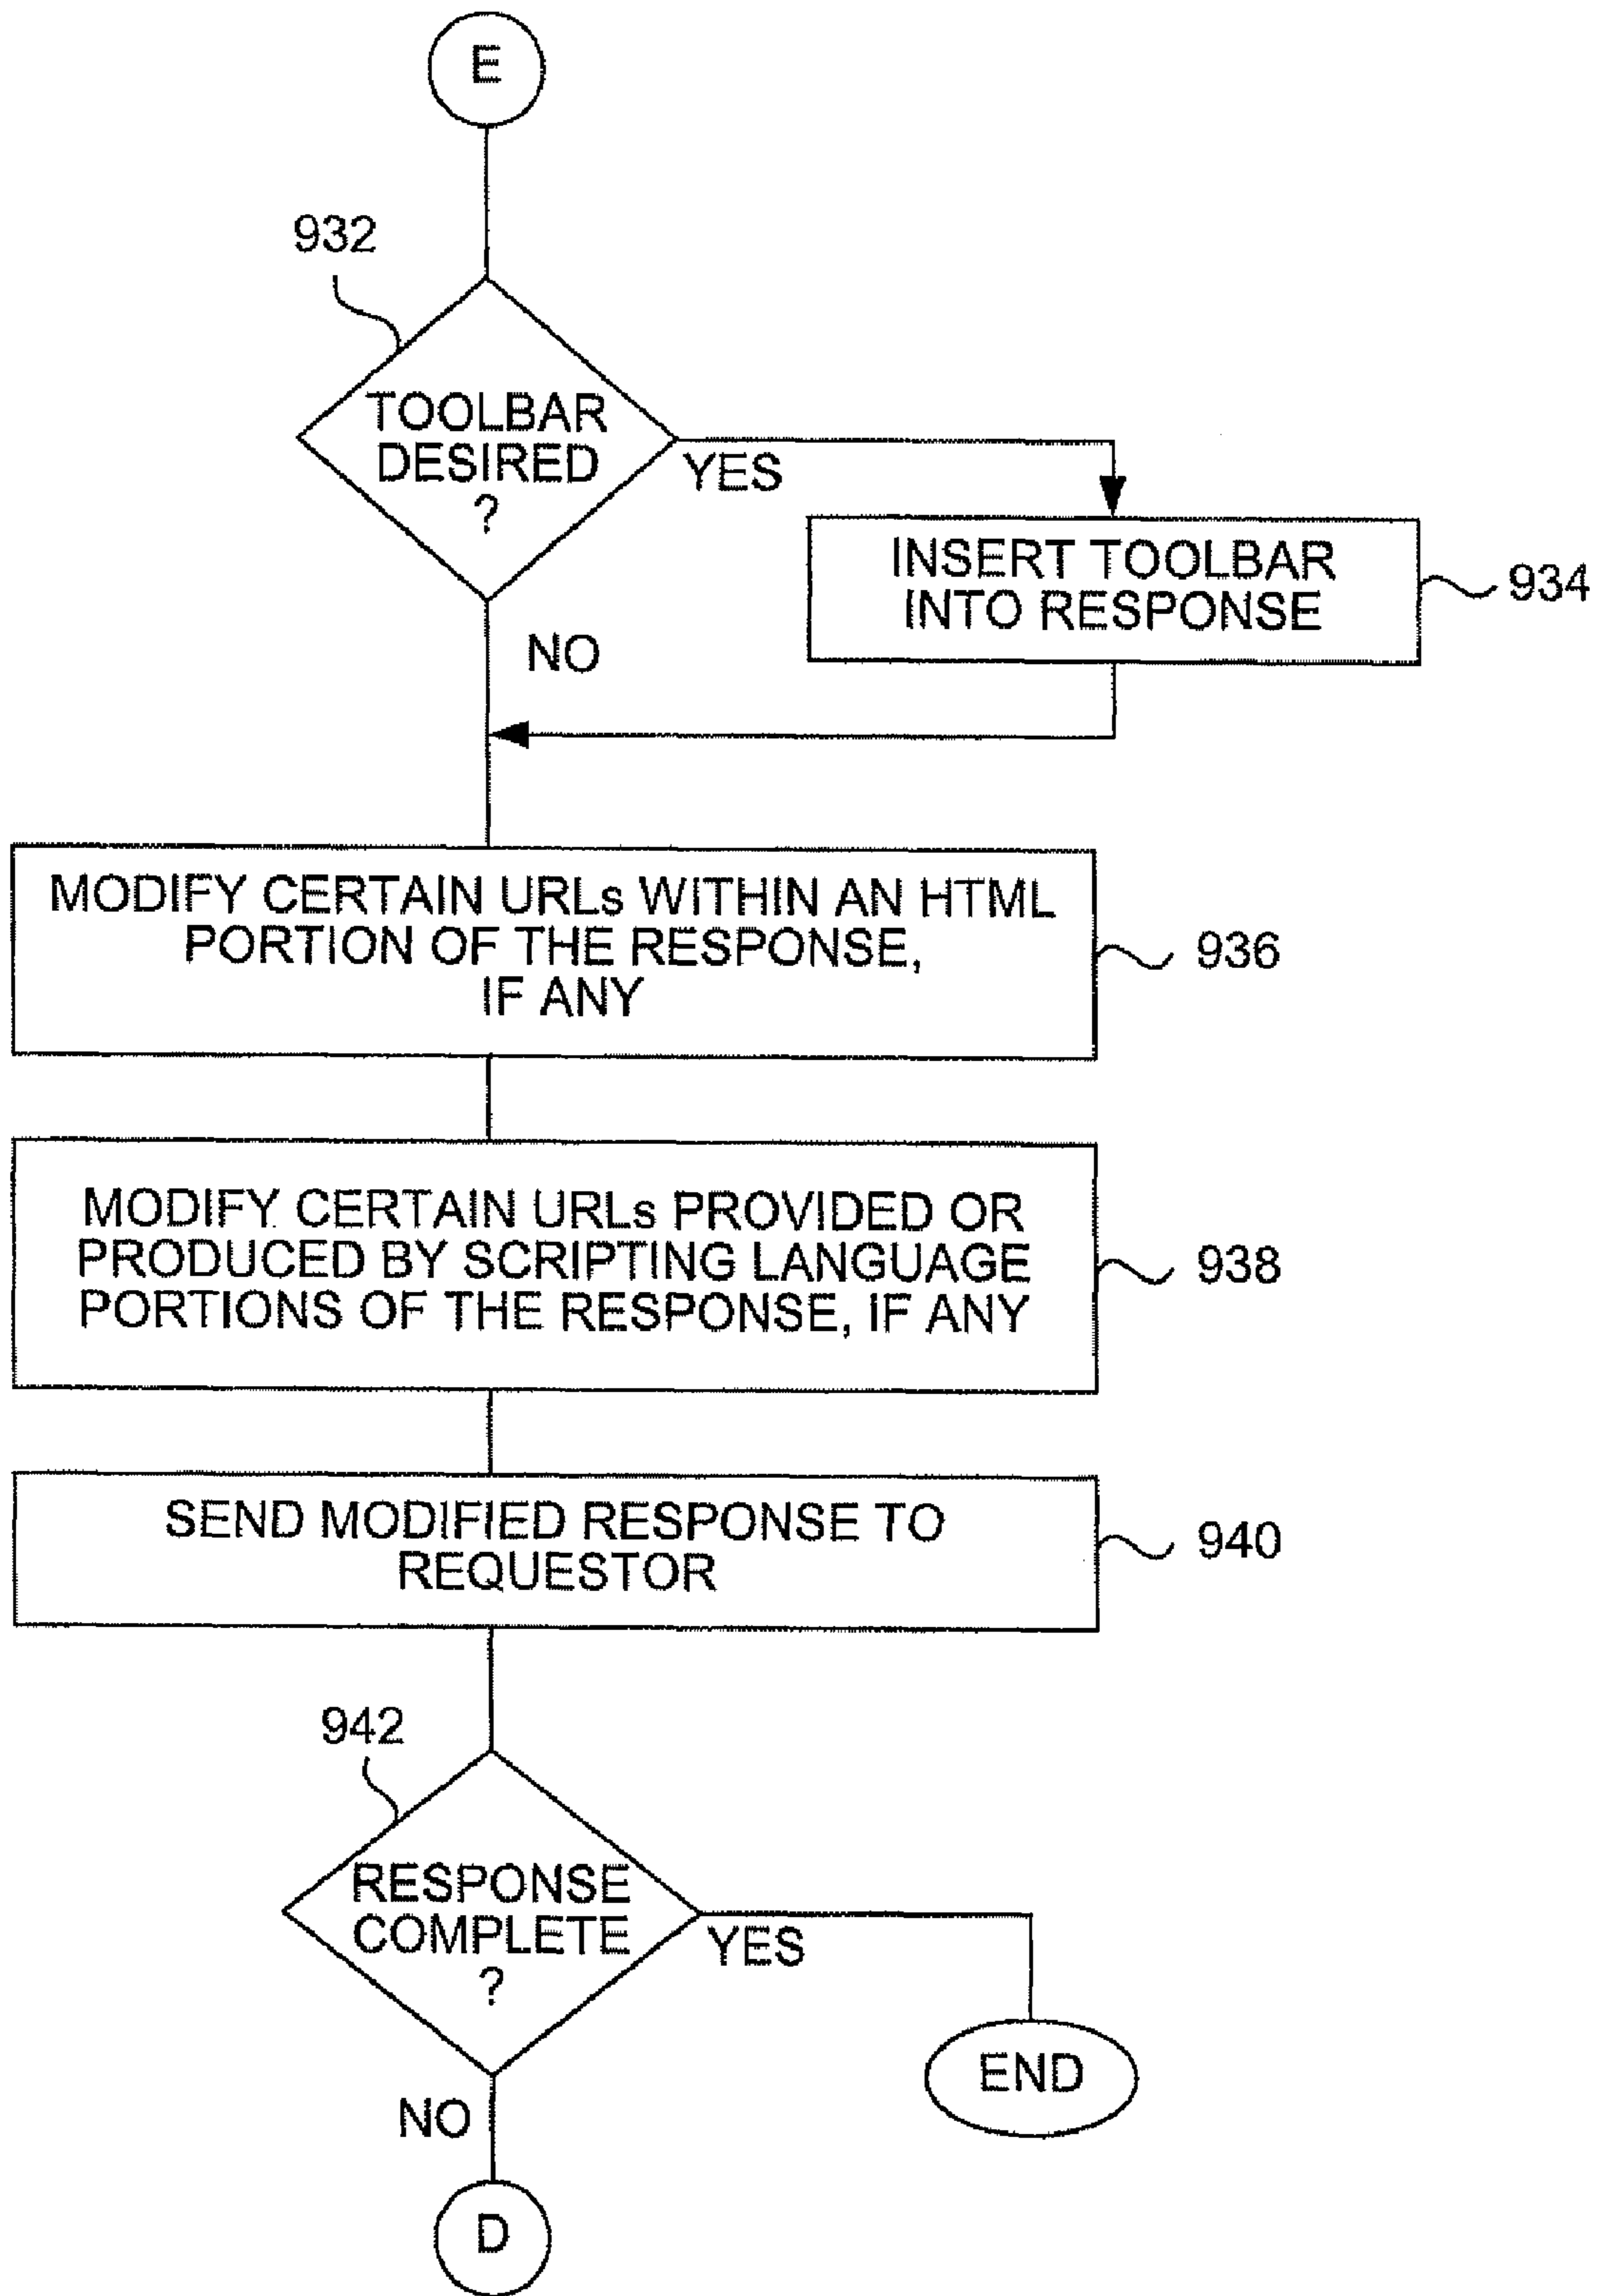 E
932
TOOLBAR
DESIRED
?
YES
INSERT TOOLBAR
INTO RESPONSE
934
NO
MODIFY CERTAIN URLs WITHIN AN HTML
PORTION OF THE RESPONSE,
IF ANY
936
MODIFY CERTAIN URLs PROVIDED OR
PRODUCED BY SCRIPTING LANGUAGE
PORTIONS OF THE RESPONSE, IF ANY
938
SEND MODIFIED RESPONSE TO
REQUESTOR
940
942
RESPONSE
COMPLETE
?
YES
END
NO
D